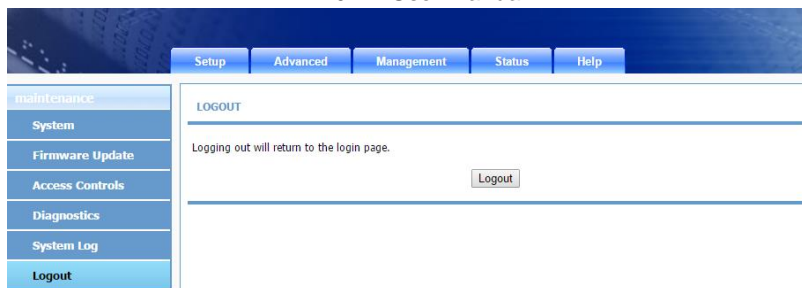 Setup Advanced Management Status Help
maintenance
System
Firmware Update
Access Controls
Diagnostics
System Log
Logout
LOGOUT
Logging out will return to the login page.
Logout